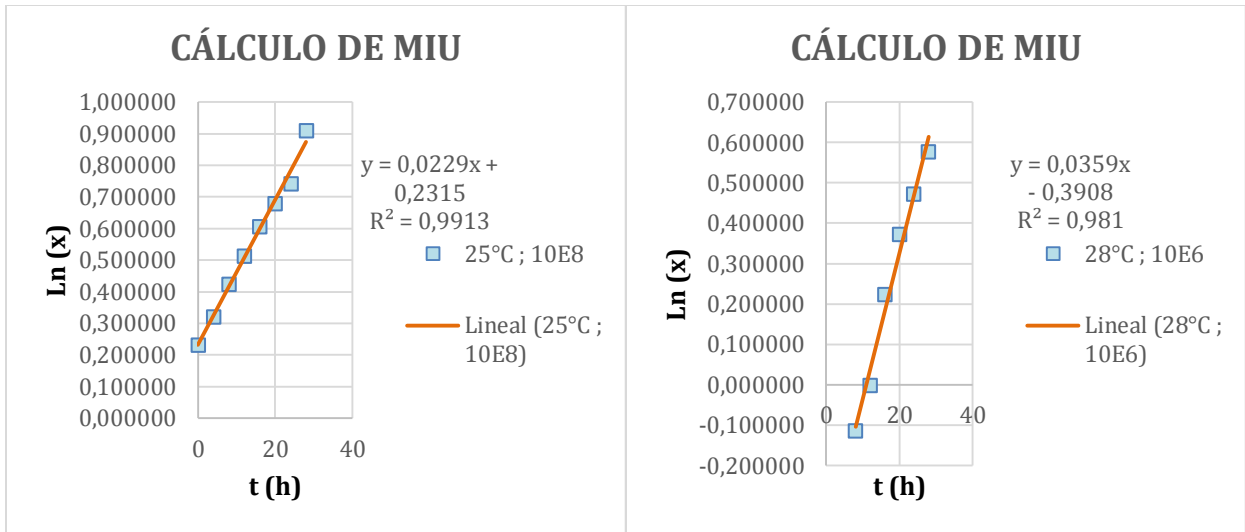 CÁLCULO DE MIU
1,000000
0,900000
0,800000
0,700000
0,600000
0,500000
0,400000
0,300000
0,200000
0,100000
0,000000
Ln (x)
0
20
40
t (h)
y = 0,0229x +
0,2315
R² = 0,9913
25°C ; 10E8
Lineal (25°C ;
10E8)
CÁLCULO DE MIU
0,700000
0,600000
0,500000
0,400000
0,300000
0,200000
0,100000
0,000000
-0,100000
-0,200000
Ln (x)
0
20
40
t (h)
y = 0,0359x
- 0,3908
R² = 0,981
28°C ; 10E6
Lineal (28°C ;
10E6)